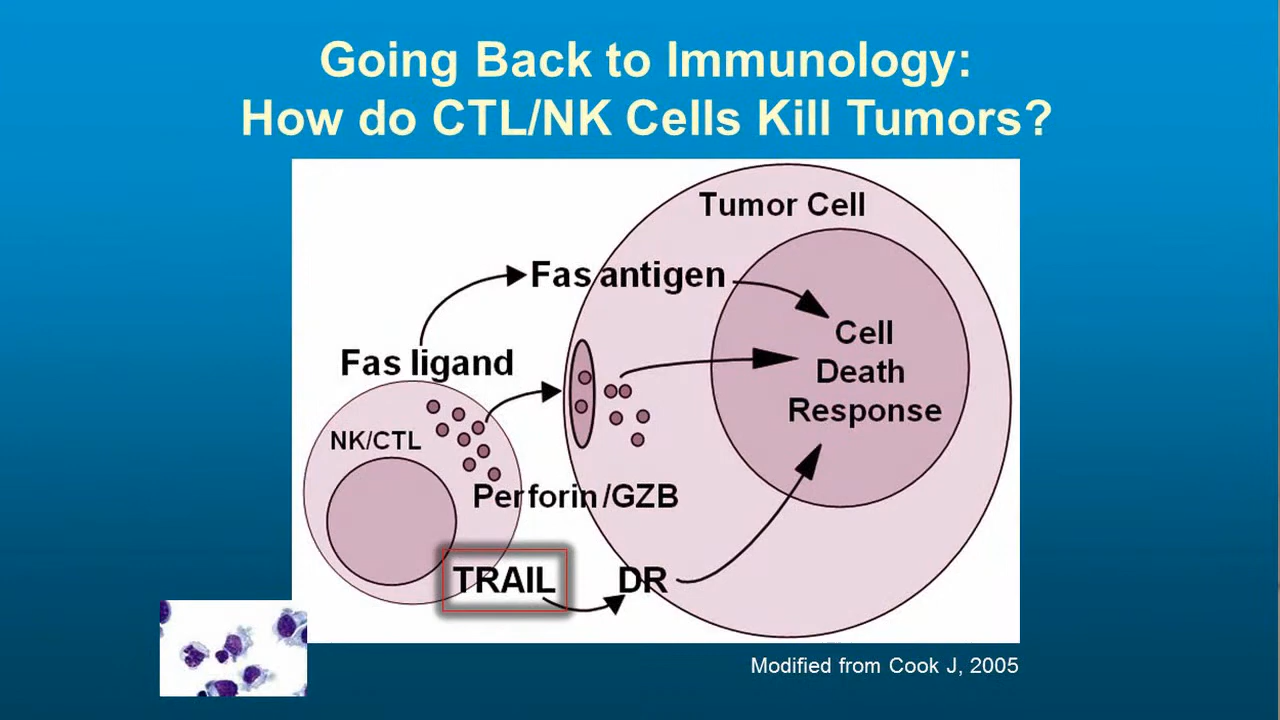 Going Back to Immunology:
How do CTL/NK Cells Kill Tumors?
Tumor Cell
Fas antigen
Cell
Death
Response
Fas ligand
NK/CTL
Perforin/GZB
TRAIL
DR
Modified from Cook J, 2005